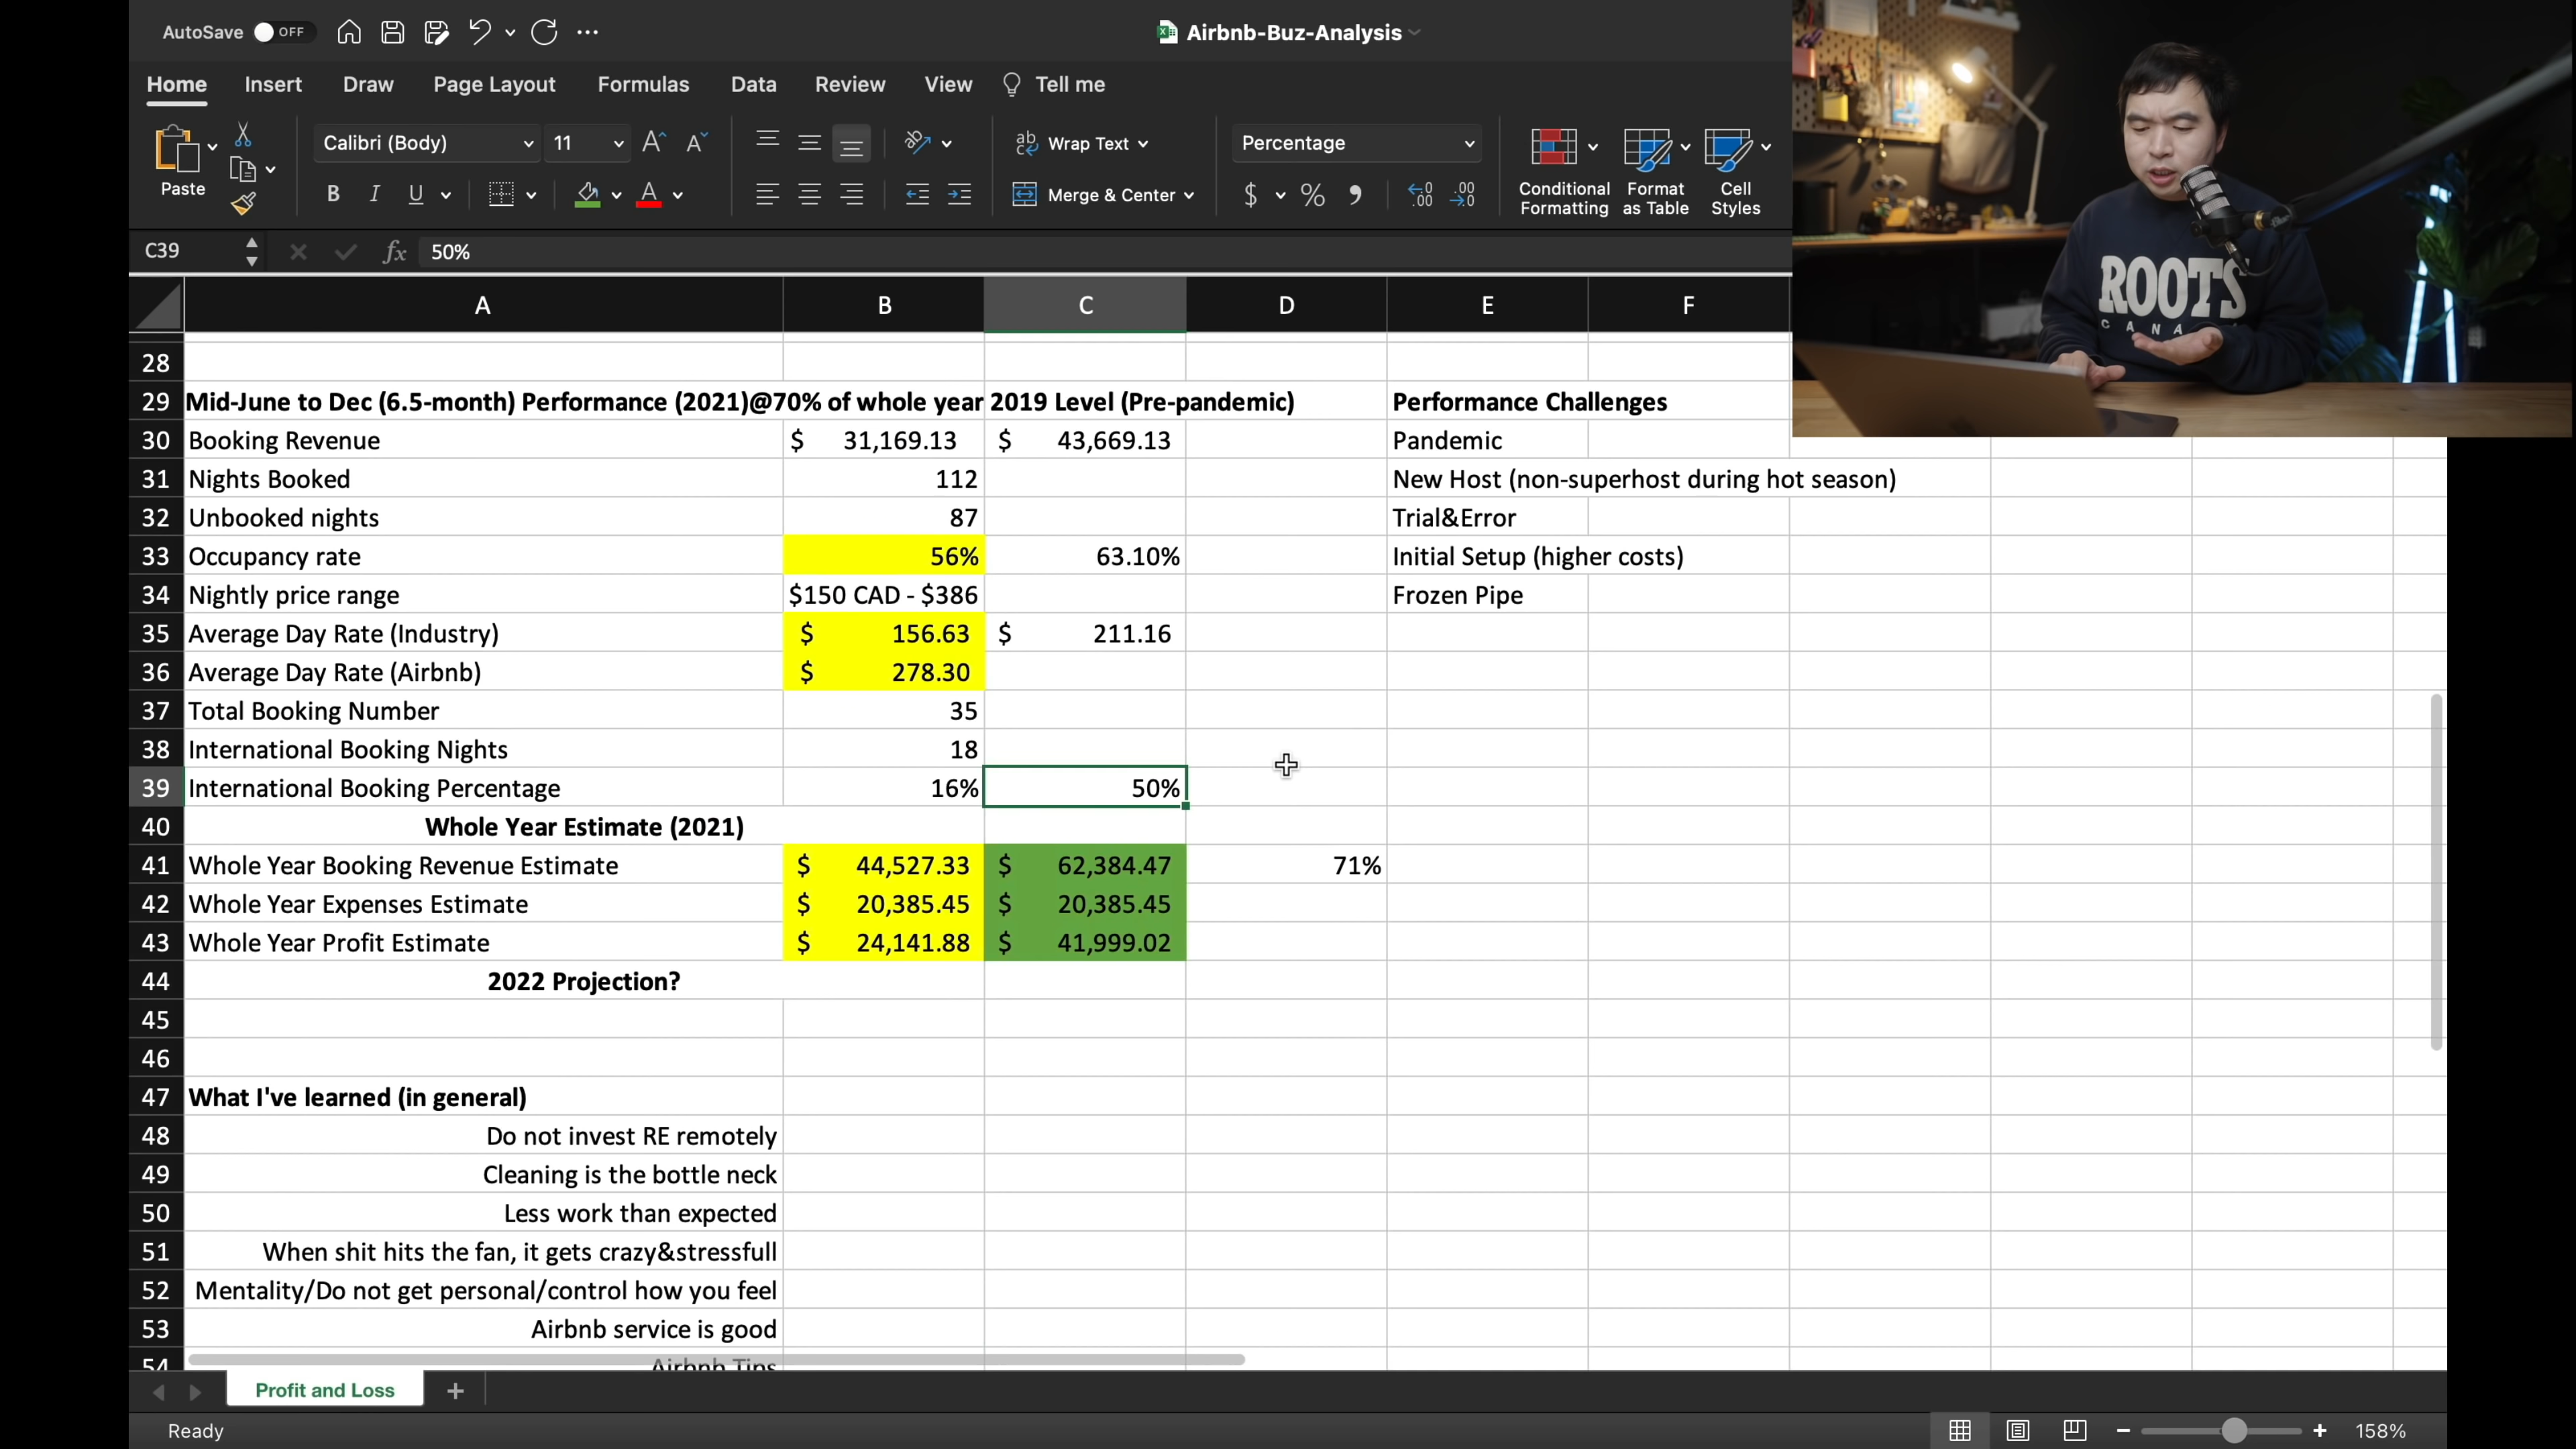 AutoSave OFF
Airbnb-Buz-Analysis
Home Insert Draw Page Layout Formulas Data Review View Tell me
Paste
Calibri (Body) 11
Wrap Text
Merge & Center
Percentage
Conditional Formatting
Format as Table
Cell Styles
C39 fx 50%
A B C D E F
28
29 Mid-June to Dec (6.5-month) Performance (2021)@70% of whole year 2019 Level (Pre-pandemic) Performance Challenges
30 Booking Revenue $ 31,169.13 $ 43,669.13 Pandemic
31 Nights Booked 112 New Host (non-superhost during hot season)
32 Unbooked nights 87 Trial&Error
33 Occupancy rate 56% 63.10% Initial Setup (higher costs)
34 Nightly price range $150 CAD - $386 Frozen Pipe
35 Average Day Rate (Industry) $ 156.63 $ 211.16
36 Average Day Rate (Airbnb) $ 278.30
37 Total Booking Number 35
38 International Booking Nights 18
39 International Booking Percentage 16% 50%
40 Whole Year Estimate (2021)
41 Whole Year Booking Revenue Estimate $ 44,527.33 $ 62,384.47 71%
42 Whole Year Expenses Estimate $ 20,385.45 $ 20,385.45
43 Whole Year Profit Estimate $ 24,141.88 $ 41,999.02
44 2022 Projection?
45
46
47 What I've learned (in general)
48 Do not invest RE remotely
49 Cleaning is the bottle neck
50 Less work than expected
51 When shit hits the fan, it gets crazy&stressfull
52 Mentality/Do not get personal/control how you feel
53 Airbnb service is good
54 Airbnb Tips
Profit and Loss
Ready
158%
ROOTS
CANA